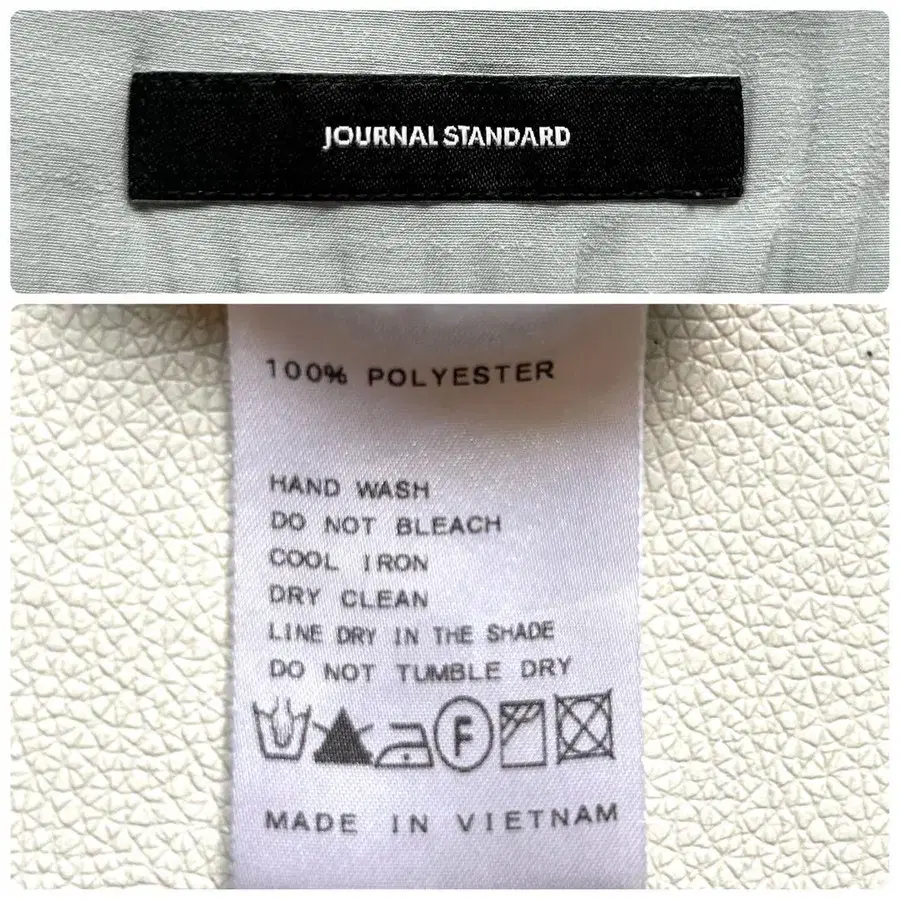 JOURNAL STANDARD
100% POLYESTER
HAND WASH
DO NOT BLEACH
COOL IRON
DRY CLEAN
LINE DRY IN THE SHADE
DO NOT TUMBLE DRY
F
MADE IN VIETNAM